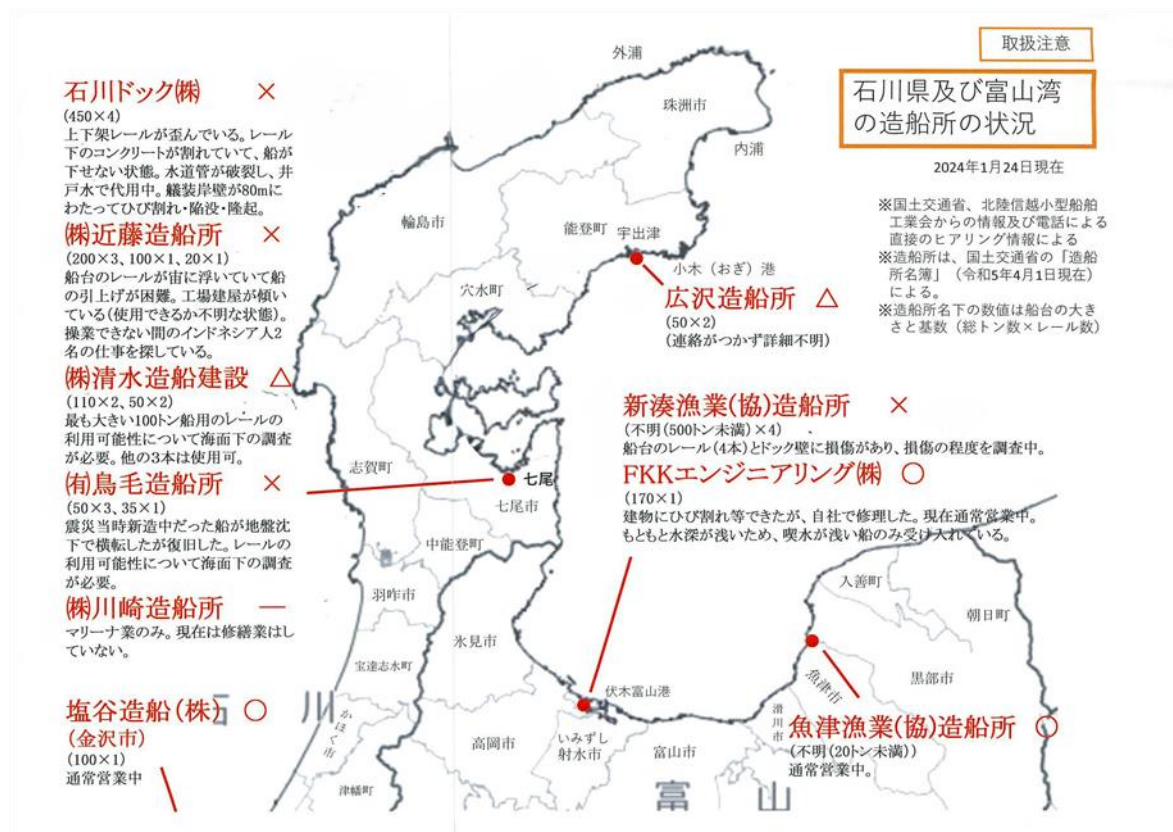 取扱注意
石川県及び富山湾
の造船所の状況
2024年1月24日現在
※国土交通省、北陸信越小型船舶
工業会からの情報及び電話による
直接のヒアリング情報による
※造船所は、国土交通省の「造船
所名簿」（令和5年4月1日現在）
による。
※造船所名下の数値は船台の大き
さと基数（総トン数×レール数）
石川ドック㈱ ×
(450×4)
上下架レールが歪んでいる。レール
下のコンクリートが割れていて、船が
下せない状態。水道管が破裂し、井
戸水で代用中。艤装岸壁が80mに
わたってひび割れ・陥没・隆起。
㈱近藤造船所 ×
(200×3、100×1、20×1)
船台のレールが宙に浮いていて船
の引上げが困難。工場建屋が傾い
ている(使用できるか不明な状態)。
操業できない間のインドネシア人2
名の仕事を探している。
㈱清水造船建設 △
(110×2、50×2)
最も大きい100トン船用のレールの
利用可能性について海面下の調査
が必要。他の3本は使用可。
㈲鳥毛造船所 ×
(50×3、35×1)
震災当時新造中だった船が地盤沈
下で横転したが復旧した。レールの
利用可能性について海面下の調査
が必要。
㈱川崎造船所 ―
マリーナ業のみ。現在は修繕業はし
ていない。
塩谷造船(株) ○
(金沢市)
(100×1)
通常営業中
広沢造船所 △
(50×2)
(連絡がつかず詳細不明)
新湊漁業(協)造船所 ×
(不明(500トン未満)×4)
船台のレール(4本)とドック壁に損傷があり、損傷の程度を調査中。
FKKエンジニアリング㈱ ○
(170×1)
建物にひび割れ等できたが、自社で修理した。現在通常営業中。
もともと水深が浅いため、喫水が浅い船のみ受け入れている。
魚津漁業(協)造船所 ○
(不明(20トン未満))
通常営業中。
外浦
珠洲市
内浦
輪島市
能登町
宇出津
小木（おぎ）港
穴水町
志賀町
七尾
七尾市
中能登町
羽咋市
氷見市
宝達志水町
石川
かほく市
津幡町
高岡市
伏木富山港
いみずし
射水市
富山市
滑川市
魚津市
黒部市
入善町
朝日町
富山